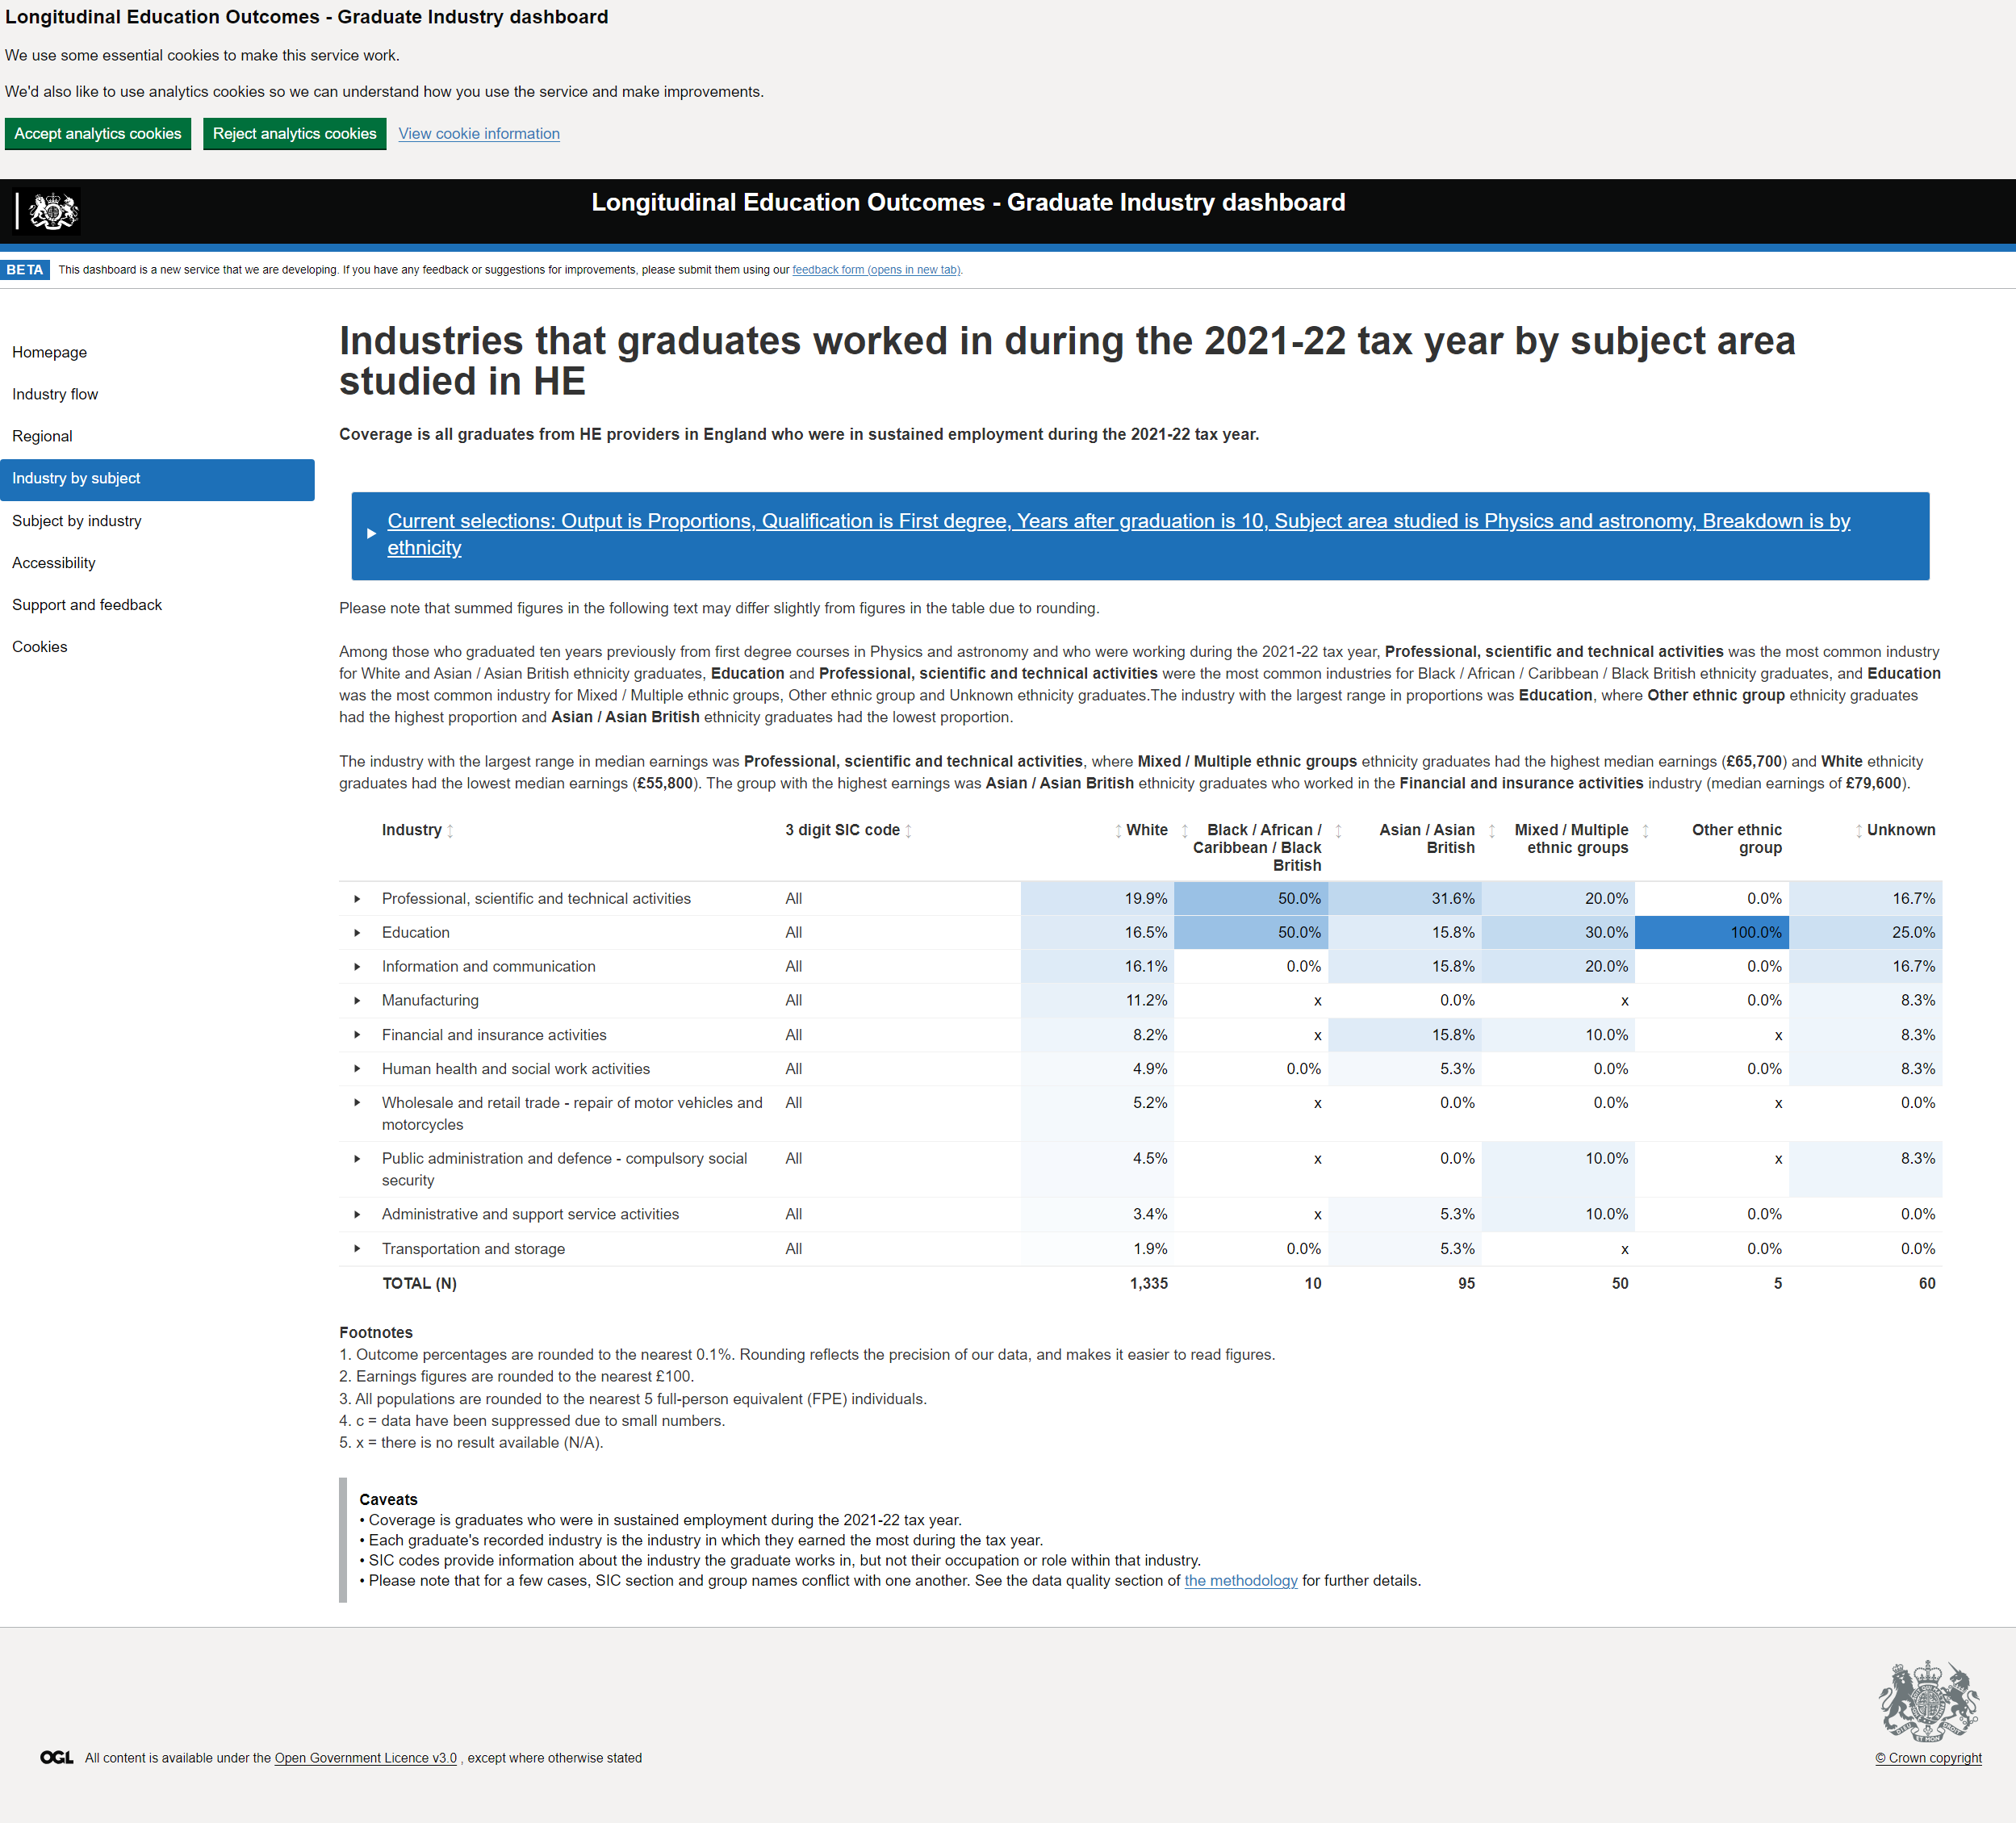 Longitudinal Education Outcomes - Graduate Industry dashboard
We use some essential cookies to make this service work.
We'd also like to use analytics cookies so we can understand how you use the service and make improvements.
Accept analytics cookies Reject analytics cookies View cookie information
Longitudinal Education Outcomes - Graduate Industry dashboard
BETA This dashboard is a new service that we are developing. If you have any feedback or suggestions for improvements, please submit them using our feedback form (opens in new tab).
Homepage
Industry flow
Regional
Industry by subject
Subject by industry
Accessibility
Support and feedback
Cookies
Industries that graduates worked in during the 2021-22 tax year by subject area
studied in HE
Coverage is all graduates from HE providers in England who were in sustained employment during the 2021-22 tax year.
Current selections: Output is Proportions, Qualification is First degree, Years after graduation is 10, Subject area studied is Physics and astronomy, Breakdown is by
ethnicity
Please note that summed figures in the following text may differ slightly from figures in the table due to rounding.
Among those who graduated ten years previously from first degree courses in Physics and astronomy and who were working during the 2021-22 tax year, Professional, scientific and technical activities was the most common industry
for White and Asian / Asian British ethnicity graduates, Education and Professional, scientific and technical activities were the most common industries for Black / African / Caribbean / Black British ethnicity graduates, and Education
was the most common industry for Mixed / Multiple ethnic groups, Other ethnic group and Unknown ethnicity graduates.The industry with the largest range in proportions was Education, where Other ethnic group ethnicity graduates
had the highest proportion and Asian / Asian British ethnicity graduates had the lowest proportion.
The industry with the largest range in median earnings was Professional, scientific and technical activities, where Mixed / Multiple ethnic groups ethnicity graduates had the highest median earnings (£65,700) and White ethnicity
graduates had the lowest median earnings (£55,800). The group with the highest earnings was Asian / Asian British ethnicity graduates who worked in the Financial and insurance activities industry (median earnings of £79,600).
Industry 3 digit SIC code White Black / African / Asian / Asian Mixed / Multiple Other ethnic Unknown
Caribbean / Black British ethnic groups group
British
Professional, scientific and technical activities All 19.9% 50.0% 31.6% 20.0% 0.0% 16.7%
Education All 16.5% 50.0% 15.8% 30.0% 100.0% 25.0%
Information and communication All 16.1% 0.0% 15.8% 20.0% 0.0% 16.7%
Manufacturing All 11.2% x 0.0% x 0.0% 8.3%
Financial and insurance activities All 8.2% x 15.8% 10.0% x 8.3%
Human health and social work activities All 4.9% 0.0% 5.3% 0.0% 0.0% 8.3%
Wholesale and retail trade - repair of motor vehicles and All 5.2% x 0.0% 0.0% x 0.0%
motorcycles
Public administration and defence - compulsory social All 4.5% x 0.0% 10.0% x 8.3%
security
Administrative and support service activities All 3.4% x 5.3% 10.0% 0.0% 0.0%
Transportation and storage All 1.9% 0.0% 5.3% x 0.0% 0.0%
TOTAL (N) 1,335 10 95 50 5 60
Footnotes
1. Outcome percentages are rounded to the nearest 0.1%. Rounding reflects the precision of our data, and makes it easier to read figures.
2. Earnings figures are rounded to the nearest £100.
3. All populations are rounded to the nearest 5 full-person equivalent (FPE) individuals.
4. c = data have been suppressed due to small numbers.
5. x = there is no result available (N/A).
Caveats
• Coverage is graduates who were in sustained employment during the 2021-22 tax year.
• Each graduate's recorded industry is the industry in which they earned the most during the tax year.
• SIC codes provide information about the industry the graduate works in, but not their occupation or role within that industry.
• Please note that for a few cases, SIC section and group names conflict with one another. See the data quality section of the methodology for further details.
OGL All content is available under the Open Government Licence v3.0 , except where otherwise stated
© Crown copyright